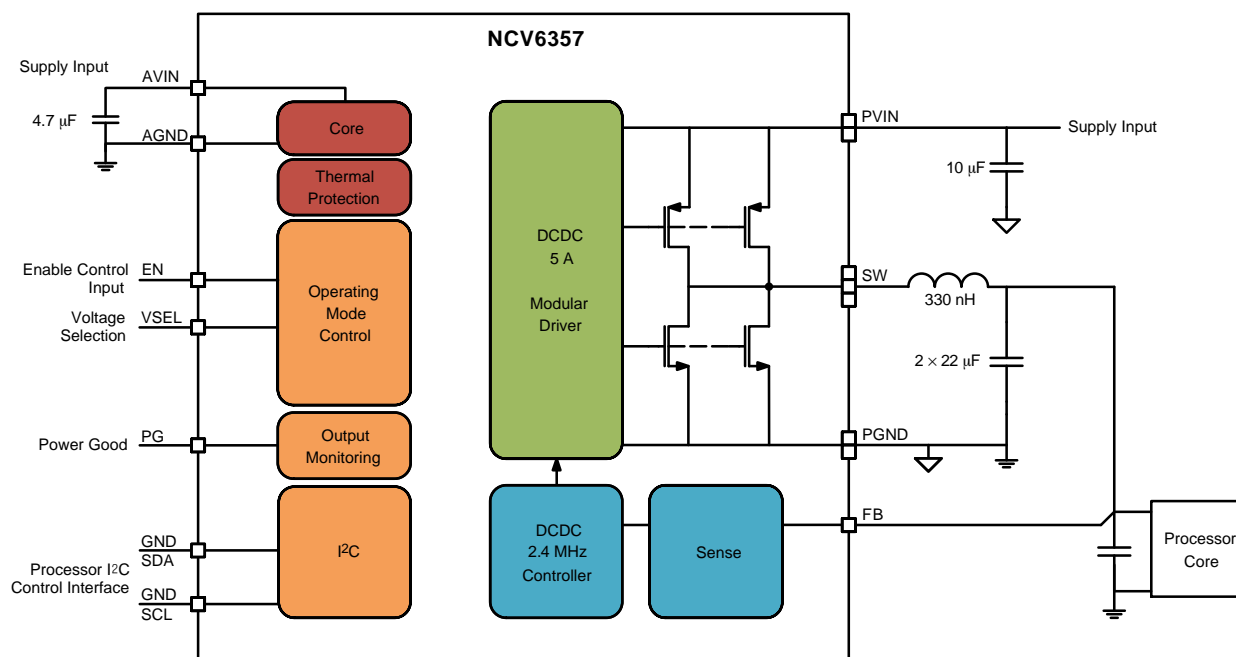 NCV6357
Supply Input
AVIN
4.7 μF
AGND
Core
Thermal
Protection
Enable Control
Input
EN
Voltage
Selection
VSEL
Operating
Mode
Control
Power Good
PG
Output
Monitoring
Processor I2C
Control Interface
GND
SDA
GND
SCL
I2C
DCDC
5 A
Modular
Driver
DCDC
2.4 MHz
Controller
Sense
PVIN
Supply Input
10 μF
SW
330 nH
2 × 22 μF
PGND
FB
Processor
Core